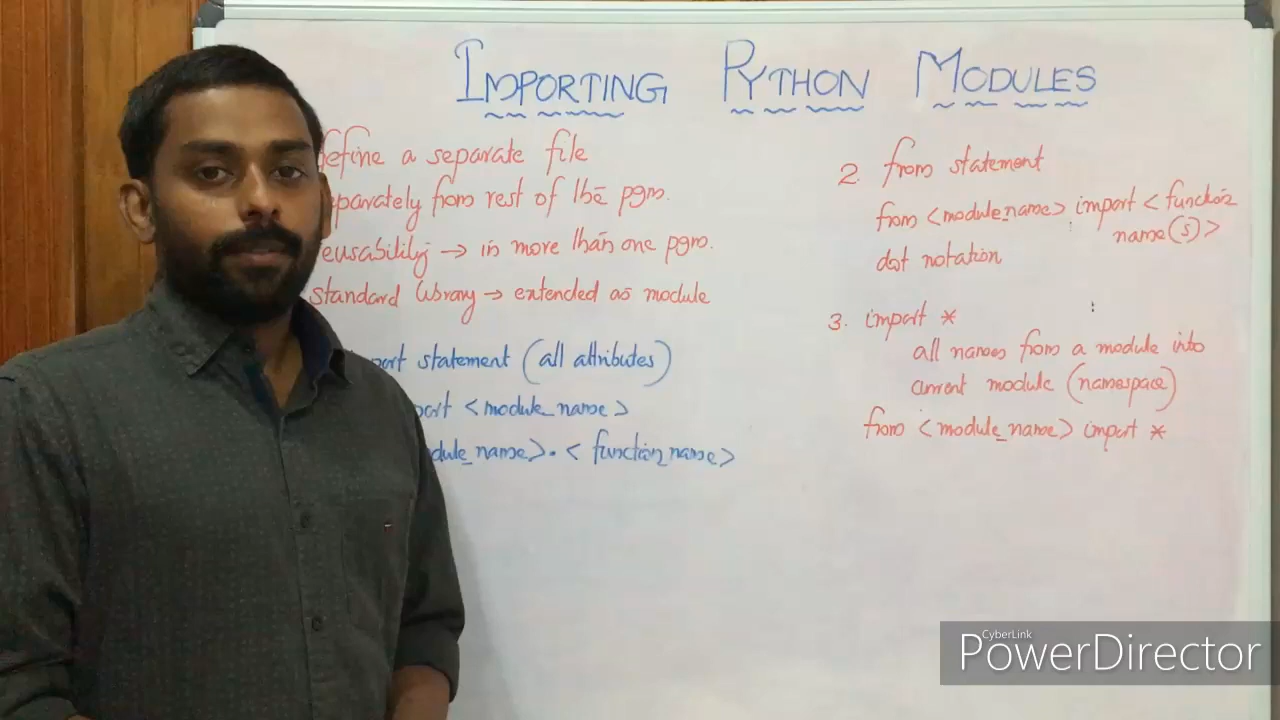 IMPORTING PYTHON MODULES
define a separate file
eparately from rest of the pgm.
eusability → in more than one pgm.
standard library → extended as module
port statement (all attributes)
port <module_name>
dule_name>.<function_name>
2. from statement
from <module_name> import <function
name(s)>
dot notation
3. import *
all names from a module into
current module (namespace)
from <module_name> import *
CyberLink
PowerDirector